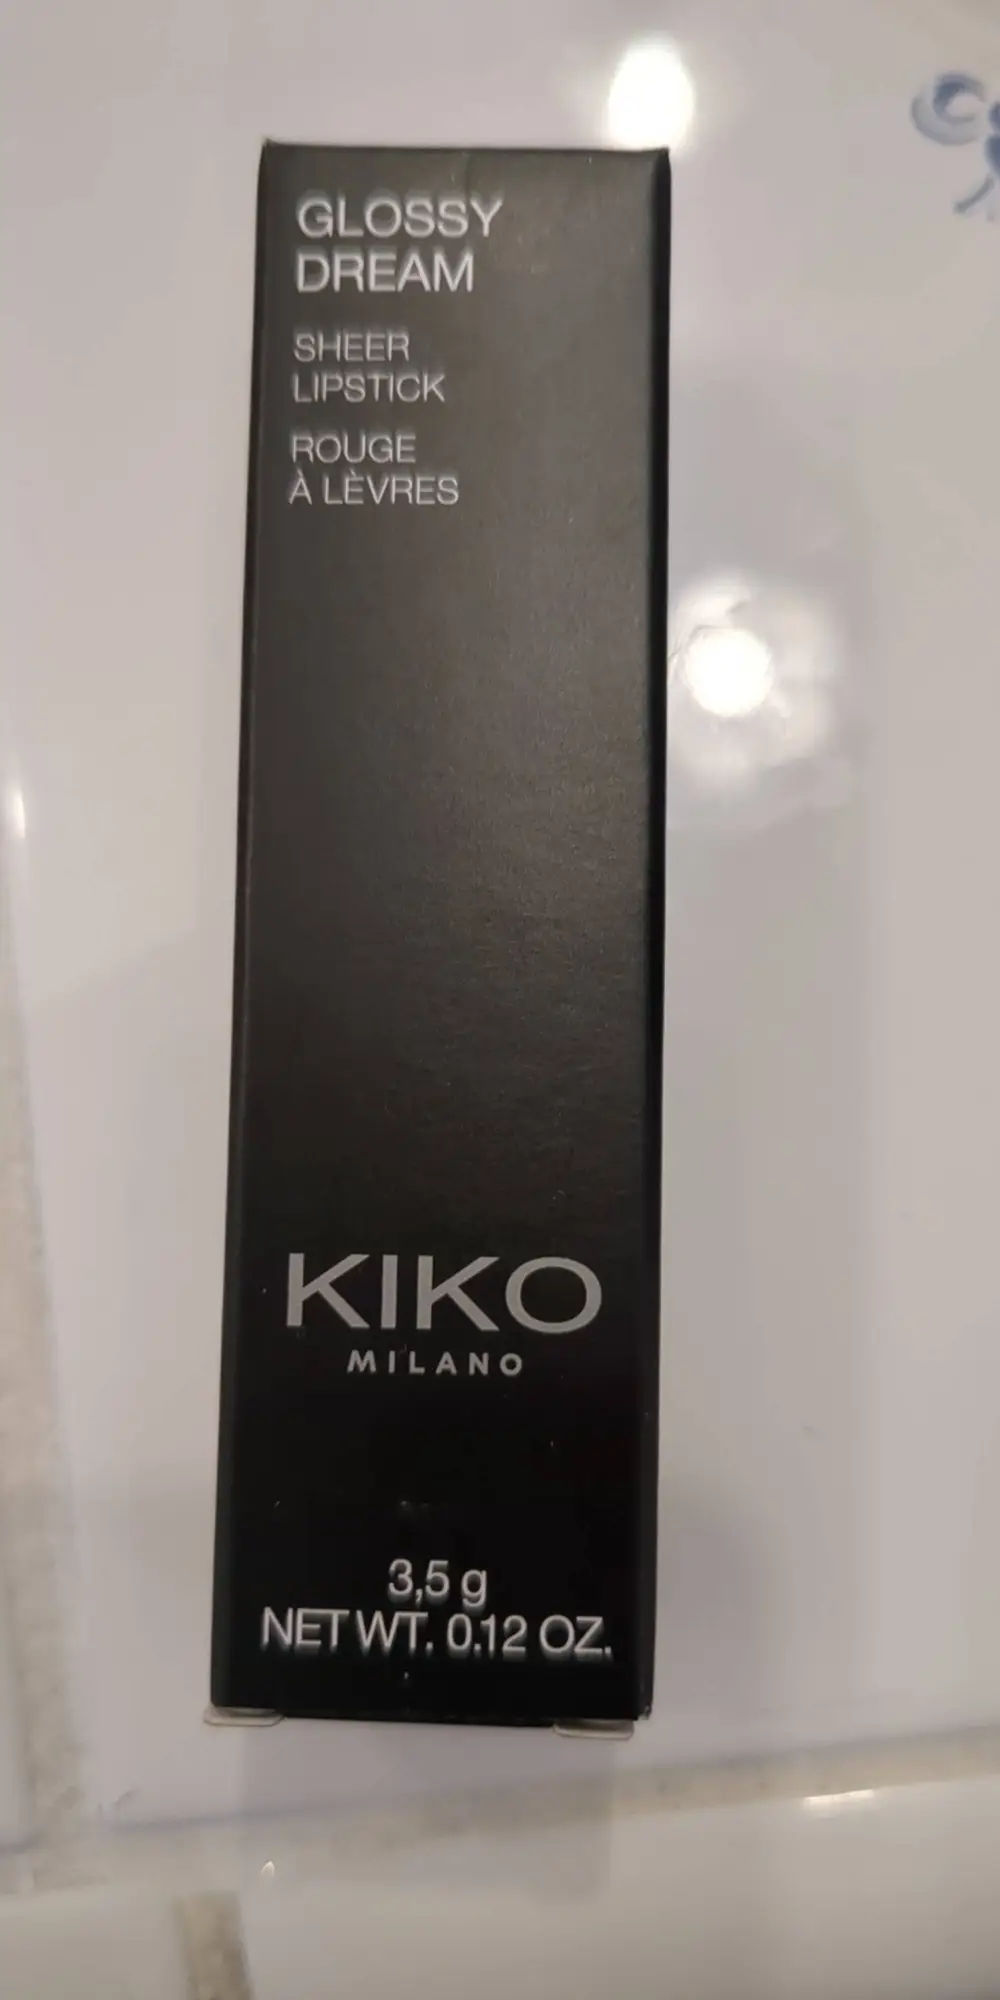 GLOSSY
DREAM
SHEER
LIPSTICK
ROUGE
À LÈVRES
KIKO
MILANO
3,5 g
NET WT. 0.12 OZ.